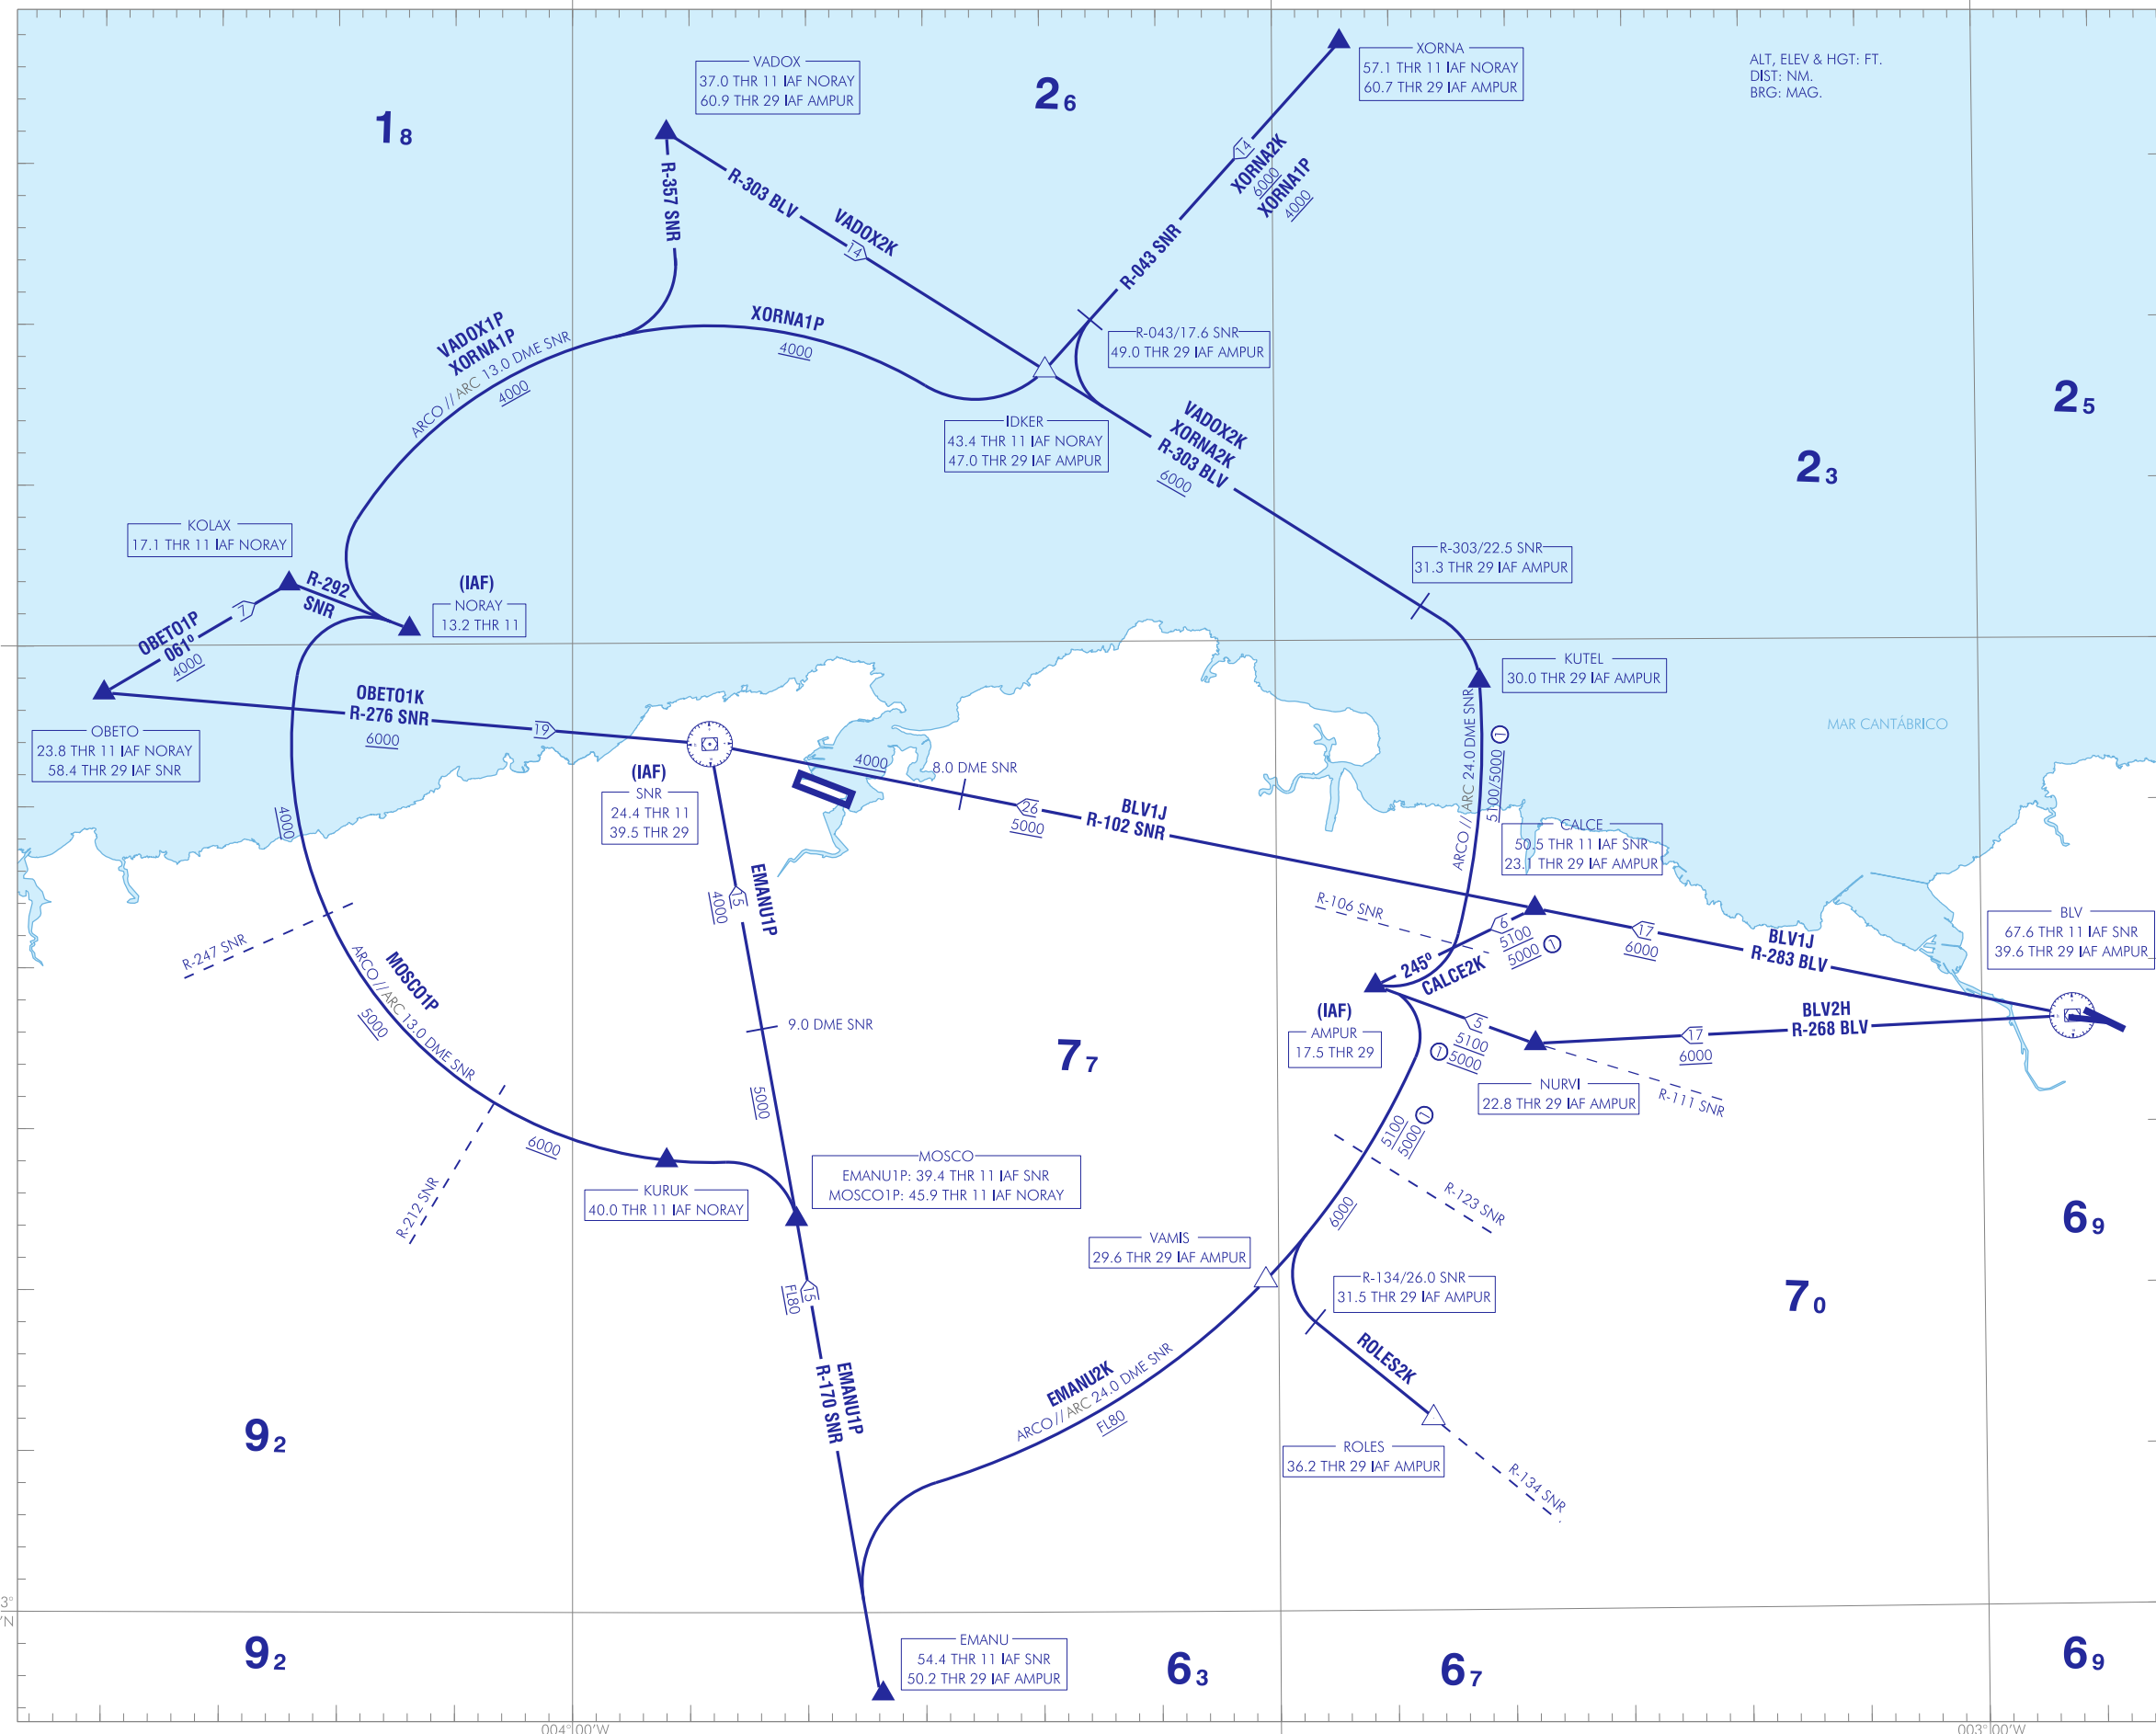 VADOX
37.0 THR 11 IAF NORAY
60.9 THR 29 IAF AMPUR
XORNA
57.1 THR 11 IAF NORAY
60.7 THR 29 IAF AMPUR
ALT, ELEV & HGT: FT.
DIST: NM.
BRG: MAG.
1 8
2 6
R-357 SNR
R-303 BLV
VADOX2K
14
14
XORNA2K
6000
XORNA1P
4000
R-043 SNR
VADOX1P
XORNA1P
ARCO // ARC 13.0 DME SNR
4000
XORNA1P
4000
R-043/17.6 SNR
49.0 THR 29 IAF AMPUR
IDKER
43.4 THR 11 IAF NORAY
47.0 THR 29 IAF AMPUR
VADOX2K
XORNA2K
R-303 BLV
6000
2 5
2 3
KOLAX
17.1 THR 11 IAF NORAY
R-292
SNR
(IAF)
NORAY
13.2 THR 11
R-303/22.5 SNR
31.3 THR 29 IAF AMPUR
OBETO1P
061º
4000
7
KUTEL
30.0 THR 29 IAF AMPUR
OBETO1K
R-276 SNR
6000
19
OBETO
23.8 THR 11 IAF NORAY
58.4 THR 29 IAF SNR
MAR CANTÁBRICO
(IAF)
SNR
24.4 THR 11
39.5 THR 29
4000
8.0 DME SNR
26
5000
BLV1J
R-102 SNR
ARCO // ARC 24.0 DME SNR
5100/5000 1
CALCE
50.5 THR 11 IAF SNR
23.1 THR 29 IAF AMPUR
4000
EMANU1P
15
4000
R-106 SNR
6
5100
5000 1
245º
CALCE2K
17
6000
BLV1J
R-283 BLV
BLV
67.6 THR 11 IAF SNR
39.6 THR 29 IAF AMPUR
R-247 SNR
MOSCO1P
ARCO // ARC 13.0 DME SNR
5000
9.0 DME SNR
5000
(IAF)
AMPUR
17.5 THR 29
5
5100
1 5000
BLV2H
R-268 BLV
17
6000
7 7
NURVI
22.8 THR 29 IAF AMPUR
R-111 SNR
5100
5000 1
R-212 SNR
6000
KURUK
40.0 THR 11 IAF NORAY
MOSCO
EMANU1P: 39.4 THR 11 IAF SNR
MOSCO1P: 45.9 THR 11 IAF NORAY
R-123 SNR
6000
6 9
VAMIS
29.6 THR 29 IAF AMPUR
R-134/26.0 SNR
31.5 THR 29 IAF AMPUR
7 0
15
FL80
EMANU1P
R-170 SNR
EMANU2K
ARCO // ARC 24.0 DME SNR
FL80
ROLES2K
ROLES
36.2 THR 29 IAF AMPUR
R-134 SNR
9 2
3°
'N
9 2
EMANU
54.4 THR 11 IAF SNR
50.2 THR 29 IAF AMPUR
6 3
6 7
6 9
004°00'W
003°00'W